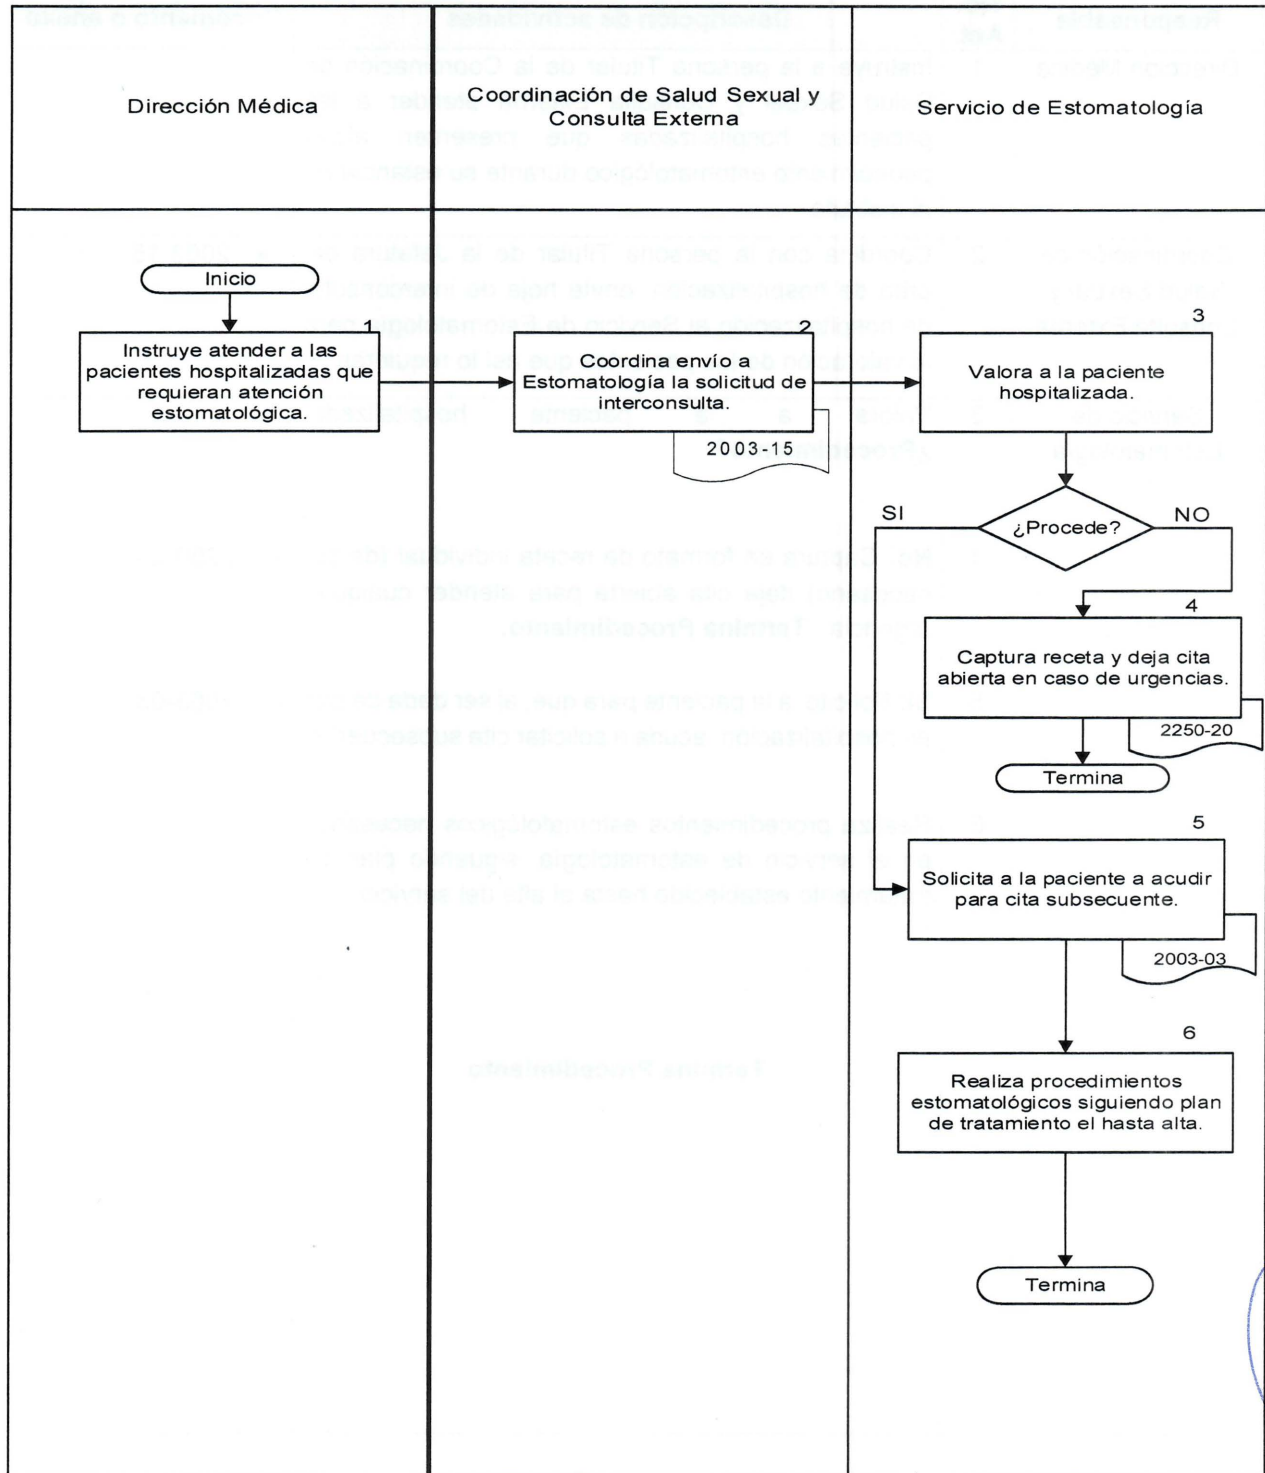 Dirección Médica
Coordinación de Salud Sexual y
Consulta Externa
Servicio de Estomatología
Inicio
1
Instruye atender a las
pacientes hospitalizadas que
requieran atención
estomatológica.
2
Coordina envío a
Estomatología la solicitud de
interconsulta.
2003-15
3
Valora a la paciente
hospitalizada.
SI
¿Procede?
NO
4
Captura receta y deja cita
abierta en caso de urgencias.
2250-20
Termina
5
Solicita a la paciente a acudir
para cita subsecuente.
2003-03
6
Realiza procedimientos
estomatológicos siguiendo plan
de tratamiento el hasta alta.
Termina